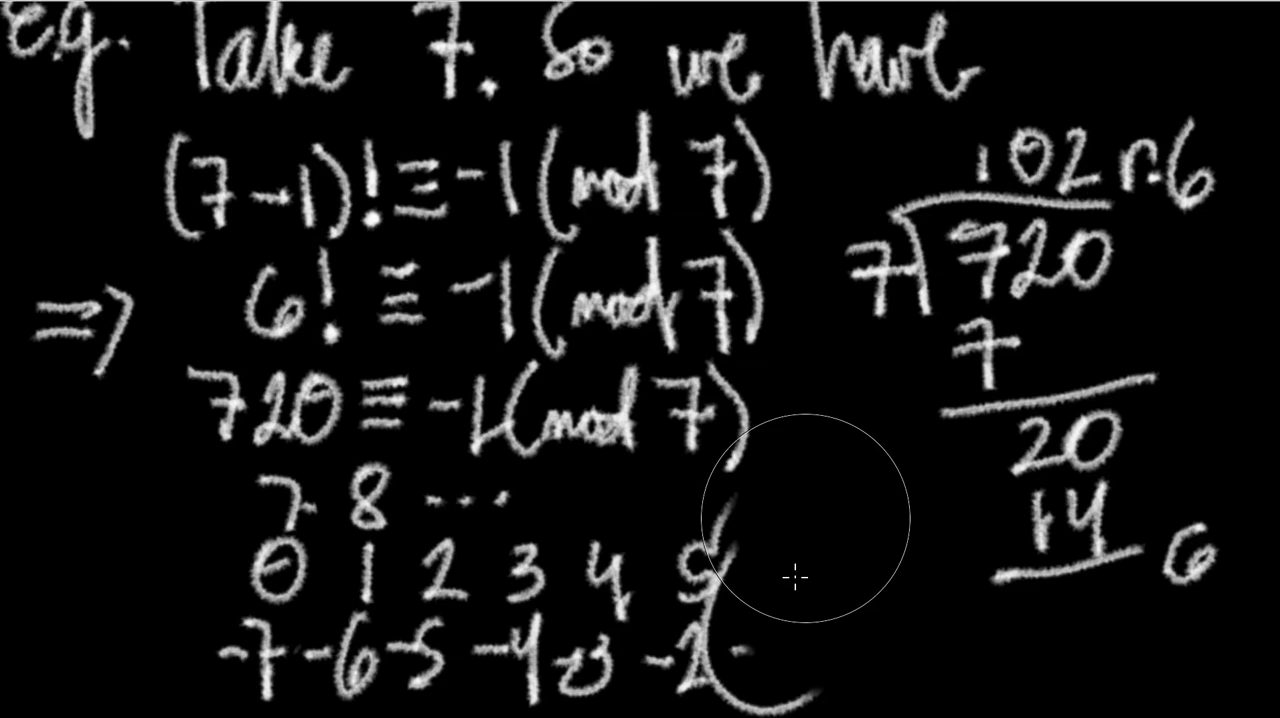 E.g. Take 7. So we have
(7-1)! ≡ -1 (mod 7)
⇒ 6! ≡ -1 (mod 7)
720 ≡ -1 (mod 7)
7 8 ...
0 1 2 3 4 5
-7 -6 -5 -4 -3 -2 -
102 r.6
7 720
7
20
14
6